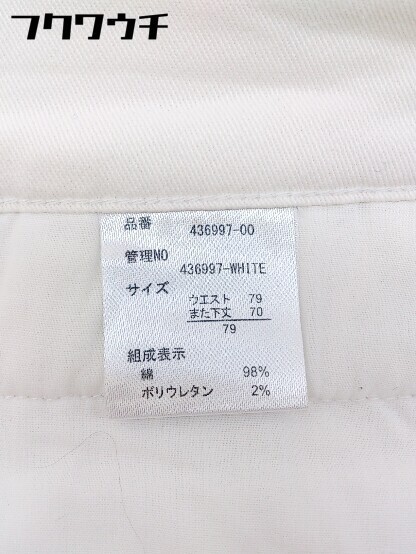 フクワウチ
品番 436997-00
管理NO
436997-WHITE
サイズ
ウエスト 79
また下丈 70
79
組成表示
綿 98%
ポリウレタン 2%